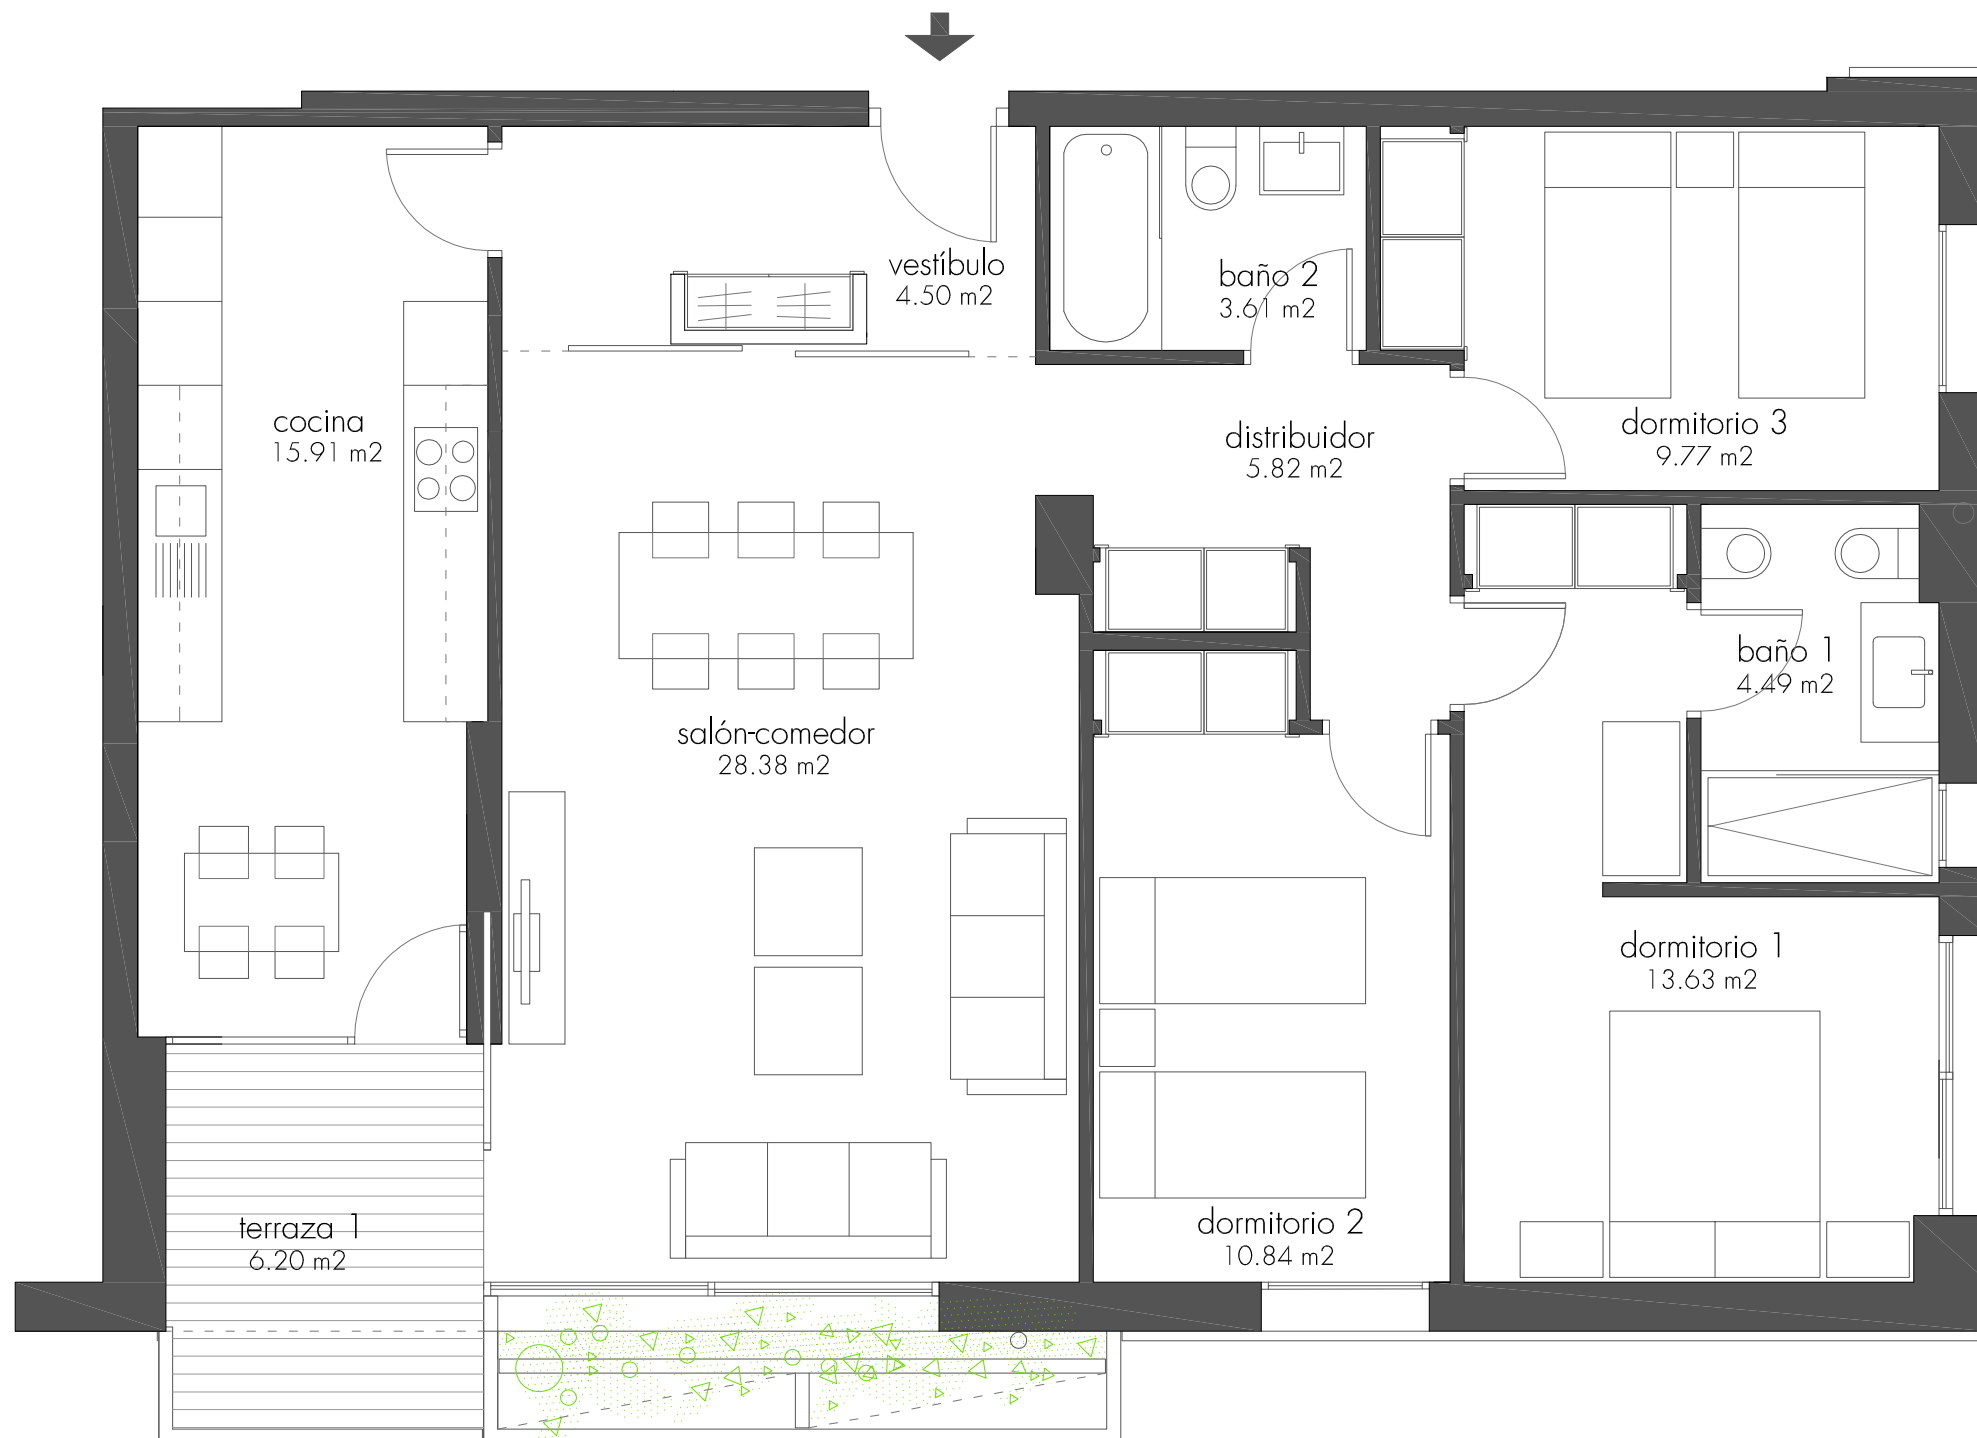 vestíbulo
4.50 m2
baño 2
3.61 m2
cocina
15.91 m2
distribuidor
5.82 m2
dormitorio 3
9.77 m2
baño 1
4.49 m2
salón-comedor
28.38 m2
dormitorio 1
13.63 m2
terraza 1
6.20 m2
dormitorio 2
10.84 m2